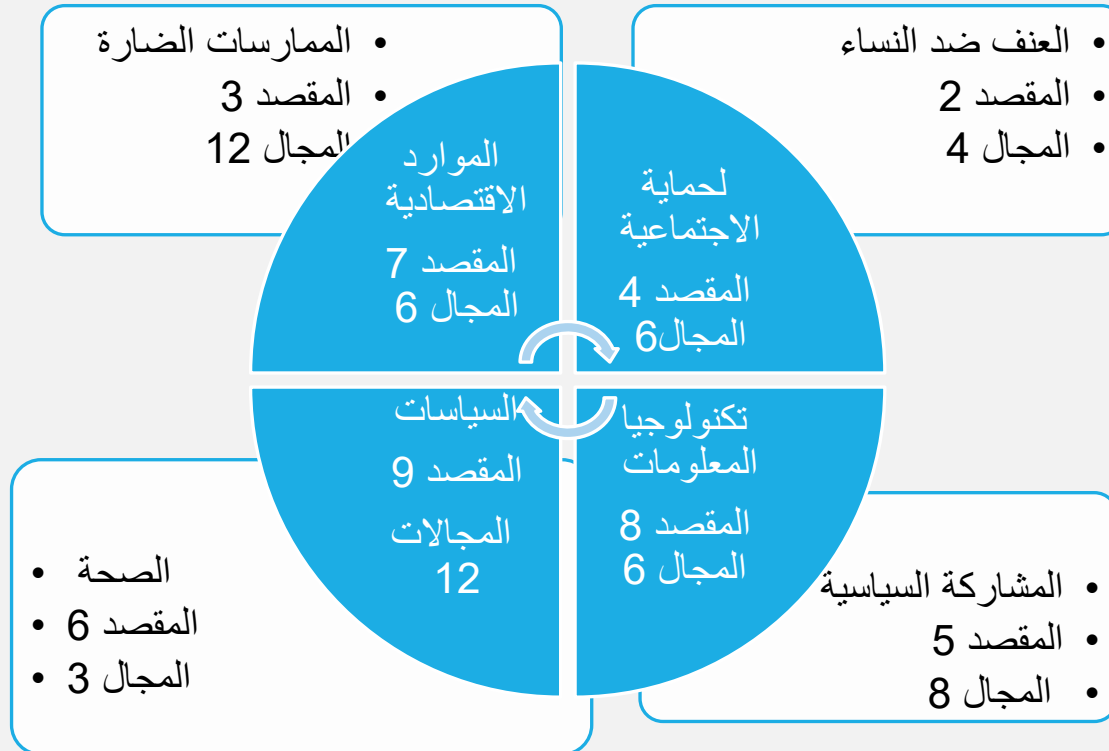 العنف ضد النساء
المقصد 2
المجال 4
الممارسات الضارة
المقصد 3
المجال 12
لحماية
الاجتماعية
المقصد 4
المجال6
الموارد
الاقتصادية
المقصد 7
المجال 6
تكنولوجيا
المعلومات
المقصد 8
المجال 6
السياسات
المقصد 9
المجالات
12
المشاركة السياسية
المقصد 5
المجال 8
الصحة
المقصد 6
المجال 3